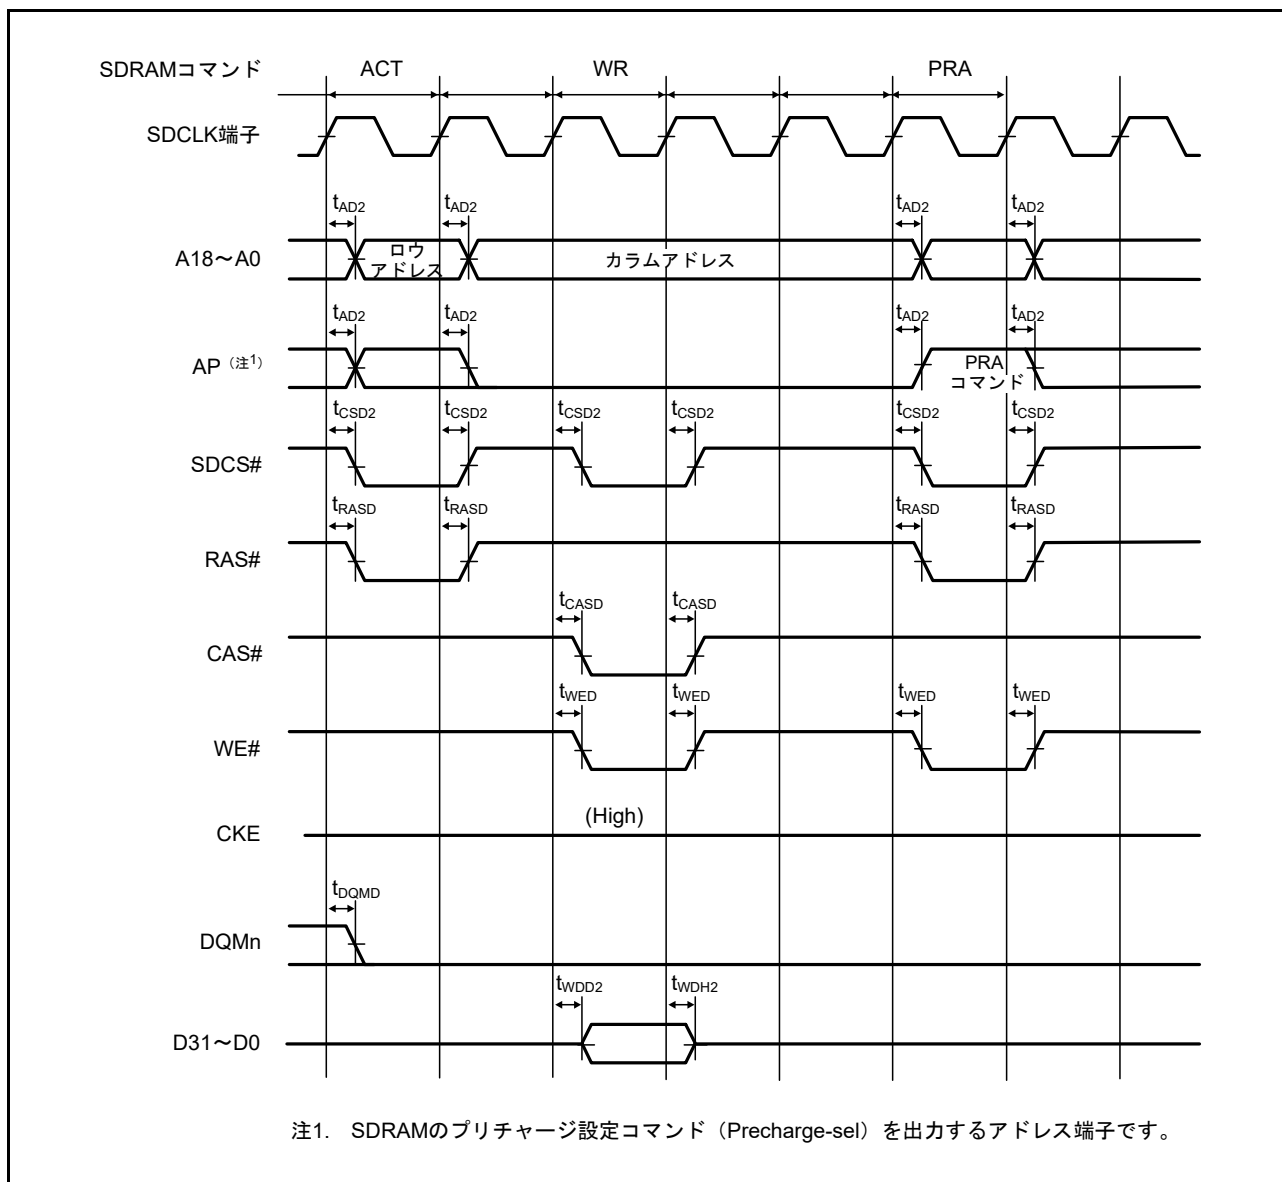 SDRAMコマンド ACT WR PRA
SDCLK端子
tAD2 tAD2 tAD2 tAD2
A18～A0 ロウアドレス カラムアドレス
tAD2 tAD2 tAD2 tAD2
AP（注1） PRAコマンド
tCSD2 tCSD2 tCSD2 tCSD2 tCSD2 tCSD2
SDCS#
tRASD tRASD tRASD tRASD
RAS#
tCASD tCASD
CAS#
tWED tWED tWED tWED
WE#
(High)
CKE
tDQMD
DQMn
tWDD2 tWDH2
D31～D0
注1. SDRAMのプリチャージ設定コマンド（Precharge-sel）を出力するアドレス端子です。